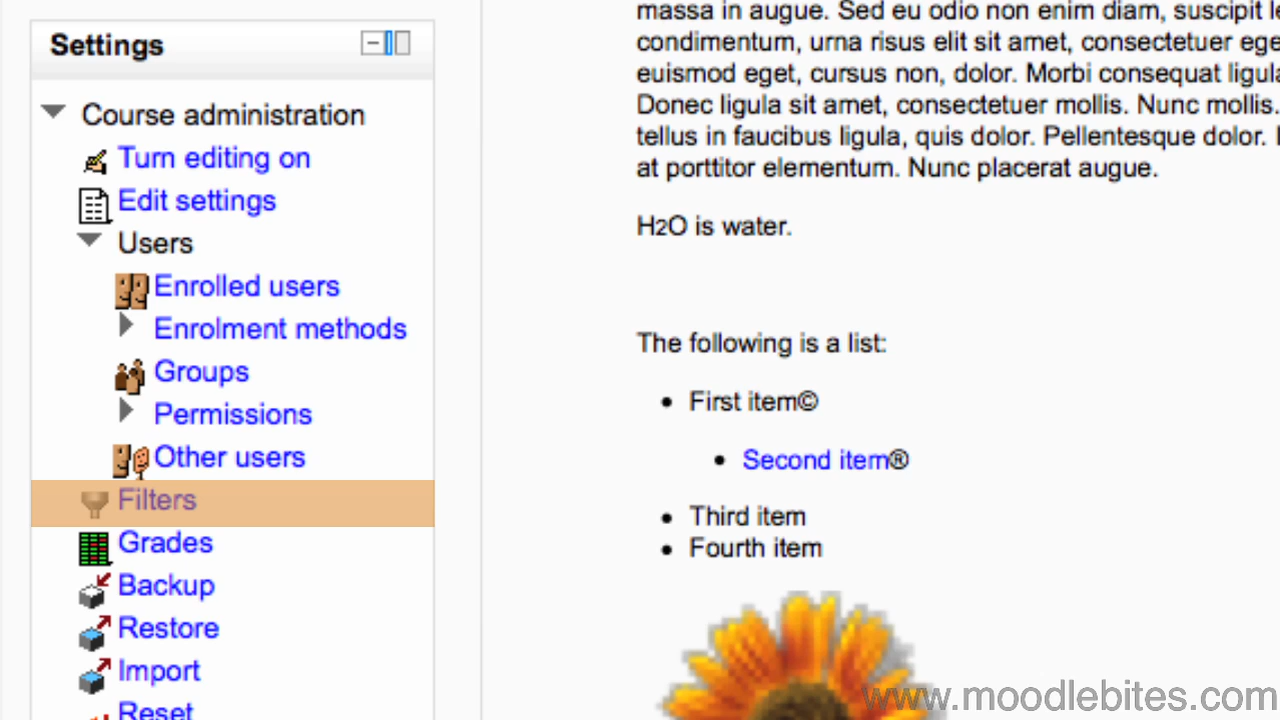 Settings
Course administration
Turn editing on
Edit settings
Users
Enrolled users
Enrolment methods
Groups
Permissions
Other users
Filters
Grades
Backup
Restore
Import
Reset
massa in augue. Sed eu odio non enim diam, suscipit
condimentum, urna risus elit sit amet, consectetuer
euismod eget, cursus non, dolor. Morbi consequat
Donec ligula sit amet, consectetuer mollis. Nunc mollis.
tellus in faucibus ligula, quis dolor. Pellentesque dolor.
at porttitor elementum. Nunc placerat augue.
H2O is water.
The following is a list:
• First item©
• Second item®
• Third item
• Fourth item
www.moodlebites.com